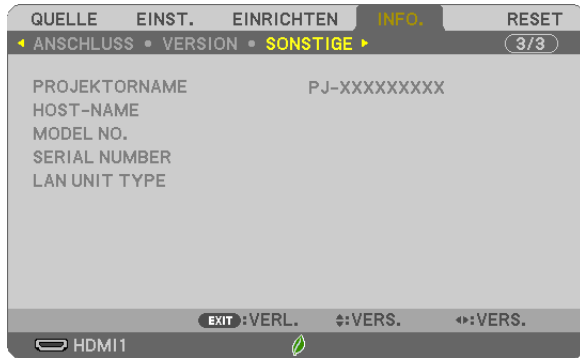 QUELLE EINST. EINRICHTEN INFO. RESET
ANSCHLUSS • VERSION • SONSTIGE 3/3
PROJEKTORNAME PJ-XXXXXXXXX
HOST-NAME
MODEL NO.
SERIAL NUMBER
LAN UNIT TYPE
EXIT :VERL. :VERS. :VERS.
HDMI1